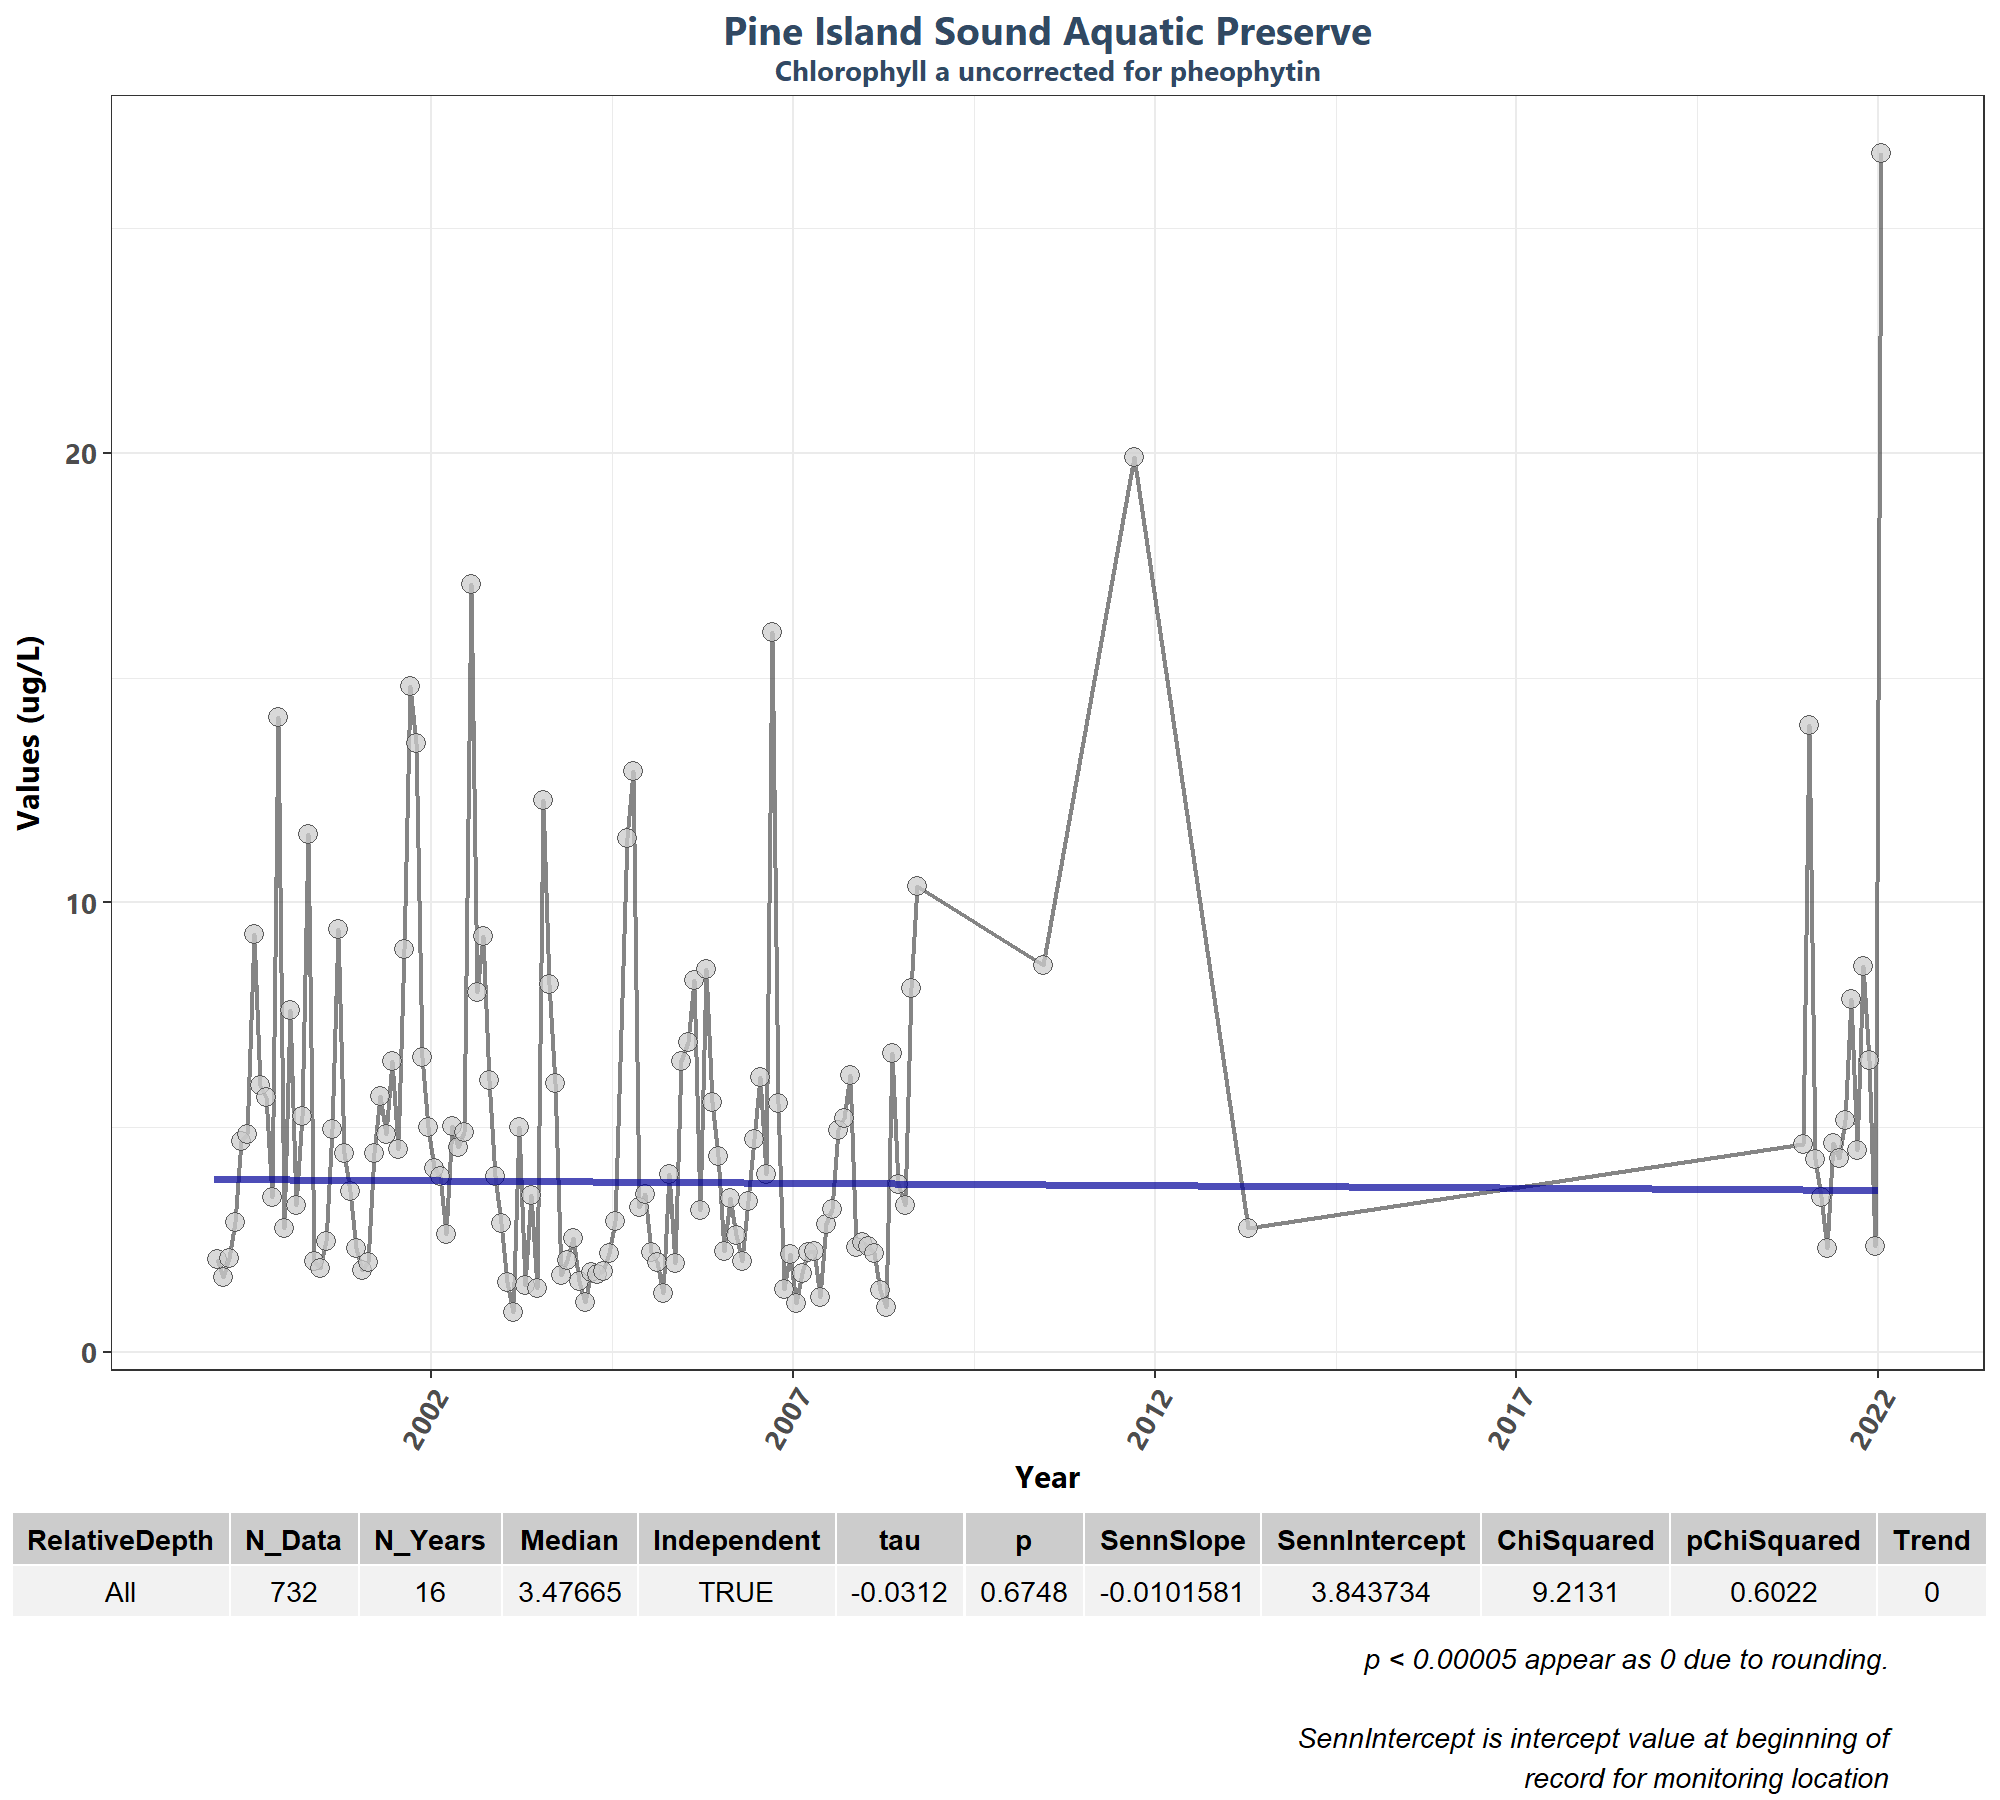 Pine Island Sound Aquatic Preserve
Chlorophyll a uncorrected for pheophytin
Values (ug/L)
20
10
0
2002
2007
2012
2017
2022
Year
RelativeDepth N_Data N_Years Median Independent tau p SennSlope SennIntercept ChiSquared pChiSquared Trend
All 732 16 3.47665 TRUE -0.0312 0.6748 -0.0101581 3.843734 9.2131 0.6022 0
p < 0.00005 appear as 0 due to rounding.
SennIntercept is intercept value at beginning of
record for monitoring location